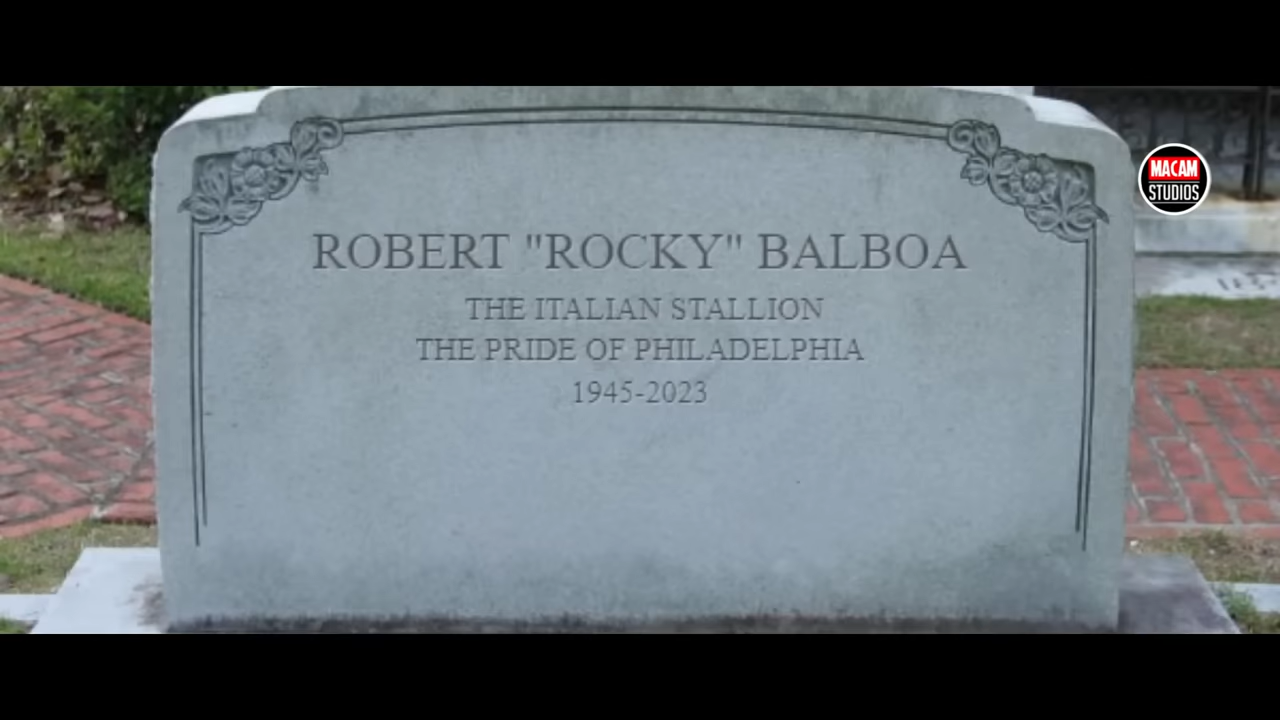 ROBERT "ROCKY" BALBOA
THE ITALIAN STALLION
THE PRIDE OF PHILADELPHIA
1945-2023
MACAM
STUDIOS